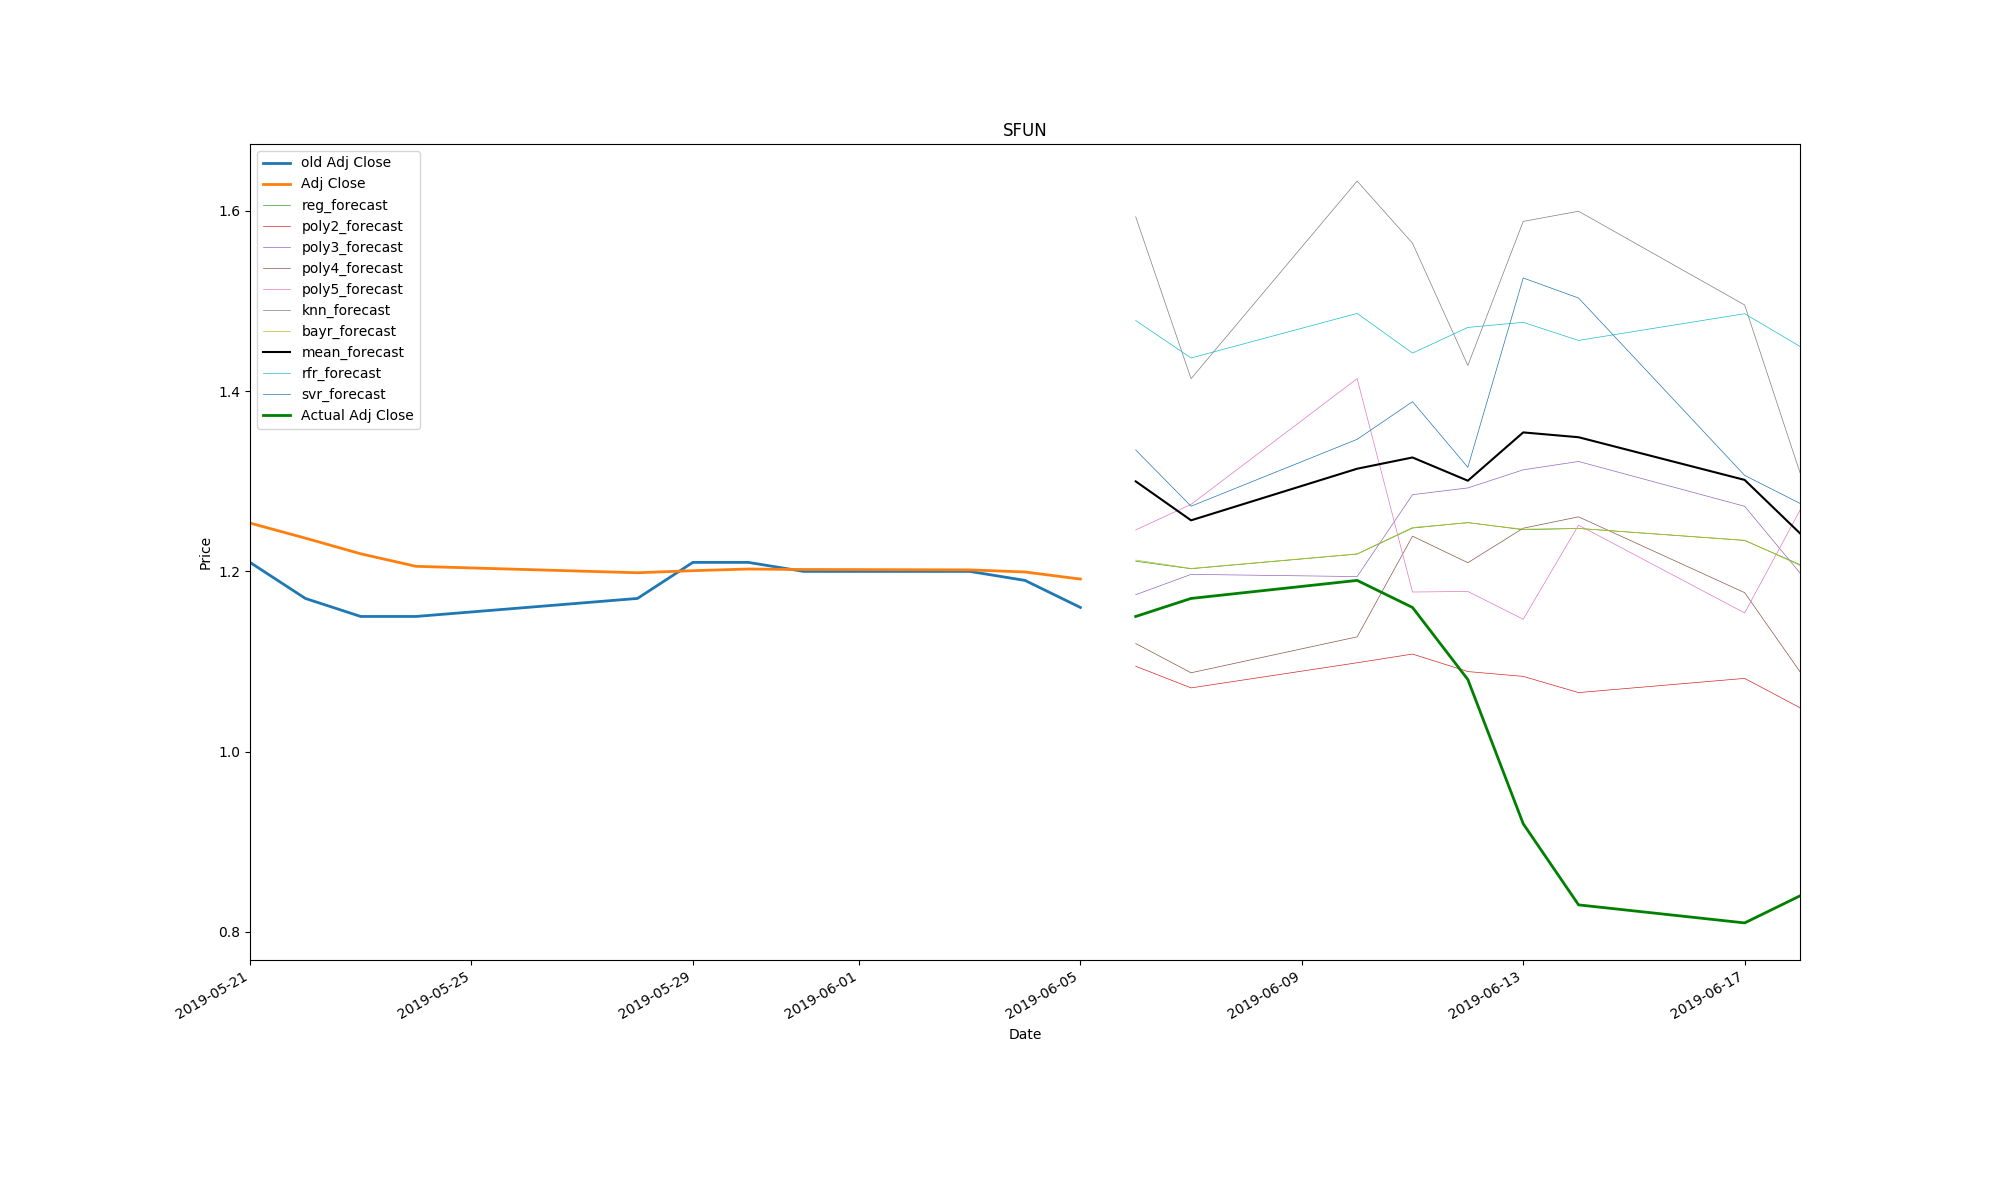 SFUN
old Adj Close
Adj Close
reg_forecast
poly2_forecast
poly3_forecast
poly4_forecast
poly5_forecast
knn_forecast
bayr_forecast
mean_forecast
rfr_forecast
svr_forecast
Actual Adj Close
Price
1.6
1.4
1.2
1.0
0.8
2019-05-21
2019-05-25
2019-05-29
2019-06-01
2019-06-05
2019-06-09
2019-06-13
2019-06-17
Date